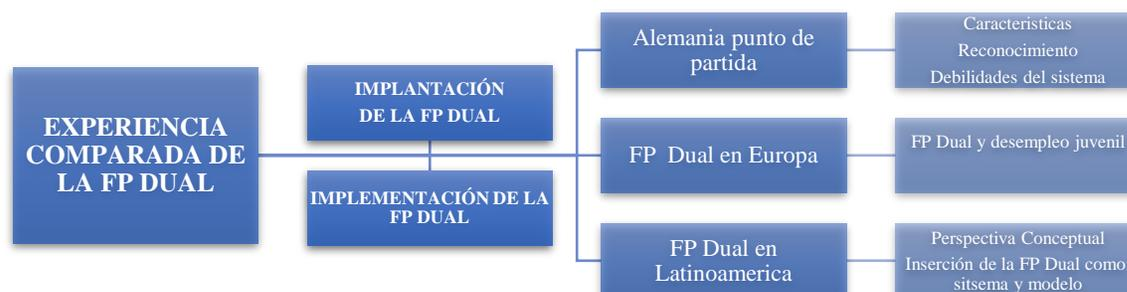 EXPERIENCIA
COMPARADA DE
LA FP DUAL
IMPLANTACIÓN
DE LA FP DUAL
IMPLEMENTACIÓN DE LA
FP DUAL
Alemania punto de
partida
Caracteristicas
Reconocimiento
Debilidades del sistema
FP Dual en Europa
FP Dual y desempleo juvenil
FP Dual en
Latinoamerica
Perspectiva Conceptual
Inserción de la FP Dual como
sitsema y modelo